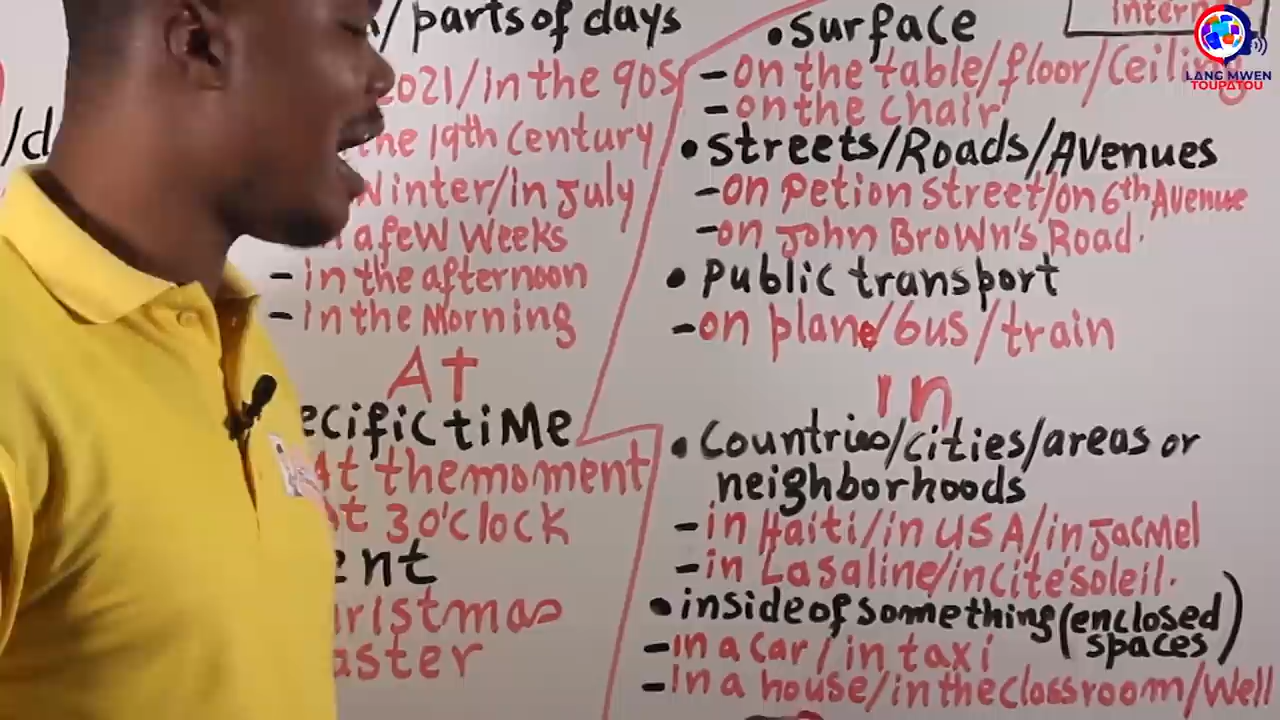 /parts of days
2021/in the 90s
the 19th Century
Winter/in July
a few Weeks
- in the afternoon
- in the Morning
At
ecific time
At the moment
At 3 o'clock
ent
hristmas
aster
/d
• surface
- on the table/floor/Ceiling
- on the chair
• streets/Roads/Avenues
- on Petion Street/on 6th Avenue
- on John Brown's Road.
• public transport
- on plane/bus/train
in
• Countries/cities/areas or
neighborhoods
- in Haiti/in USA/in Jacmel
- in Lasaline/in cité soleil.
• inside of something (enclosed
spaces)
- in a car/in taxi
- in a house/in the classroom/Well
LANG MWEN
TOUPATOU